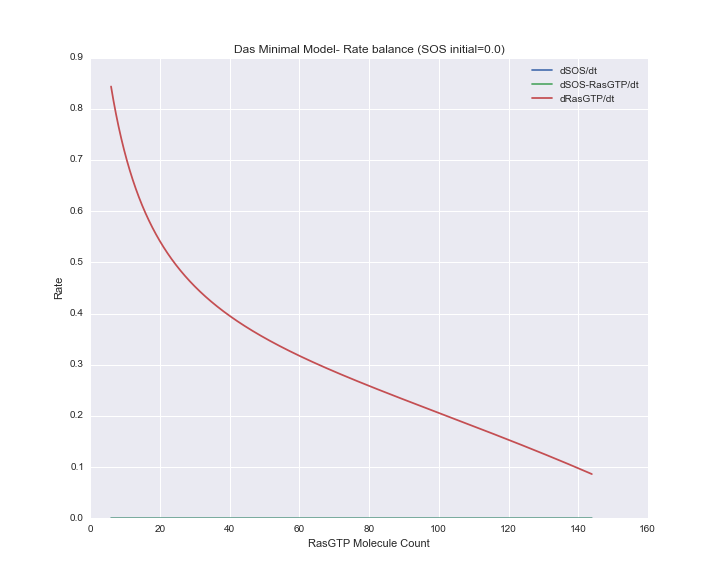 Das Minimal Model- Rate balance (SOS initial=0.0)
dSOS/dt
dSOS-RasGTP/dt
dRasGTP/dt
0.9
0.8
0.7
0.6
0.5
0.4
0.3
0.2
0.1
0.0
Rate
0 20 40 60 80 100 120 140 160
RasGTP Molecule Count